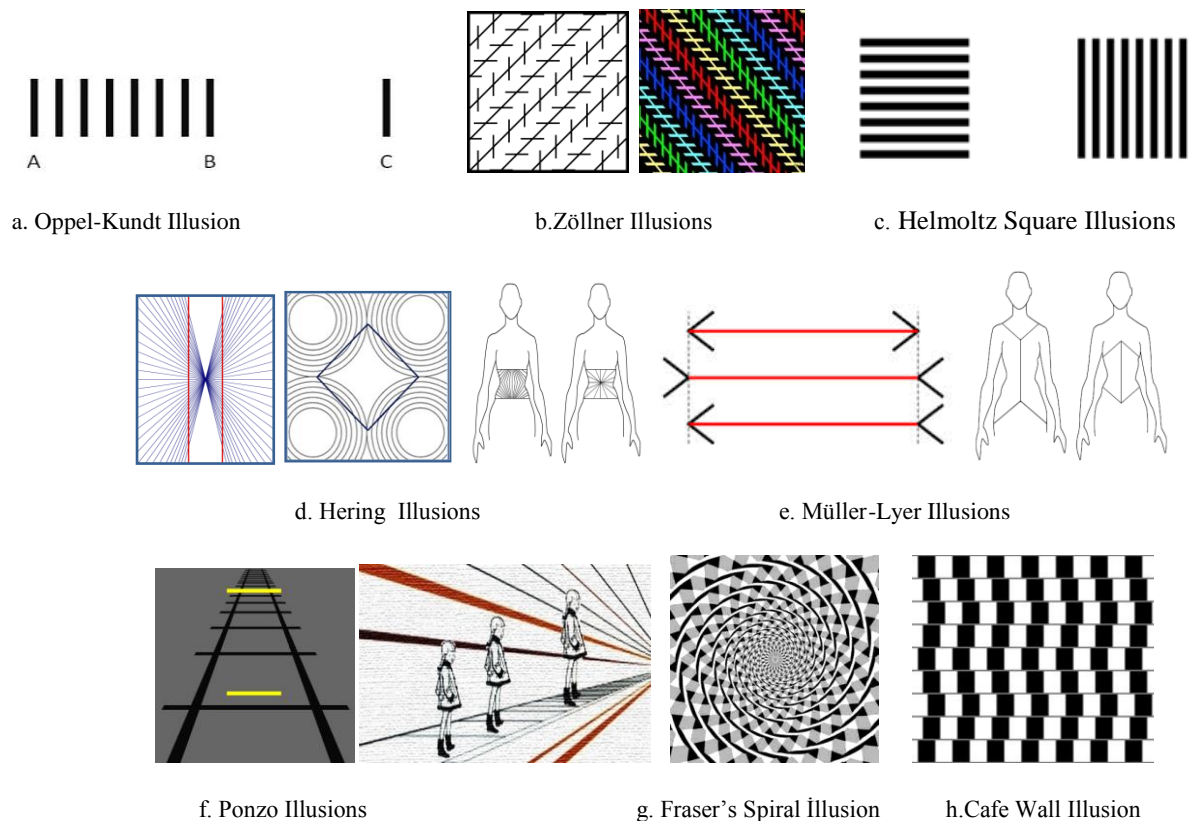 A B C
a. Oppel-Kundt Illusion b.Zöllner Illusions c. Helmoltz Square Illusions
d. Hering Illusions e. Müller-Lyer Illusions
f. Ponzo Illusions g. Fraser's Spiral İllusion h.Cafe Wall Illusion